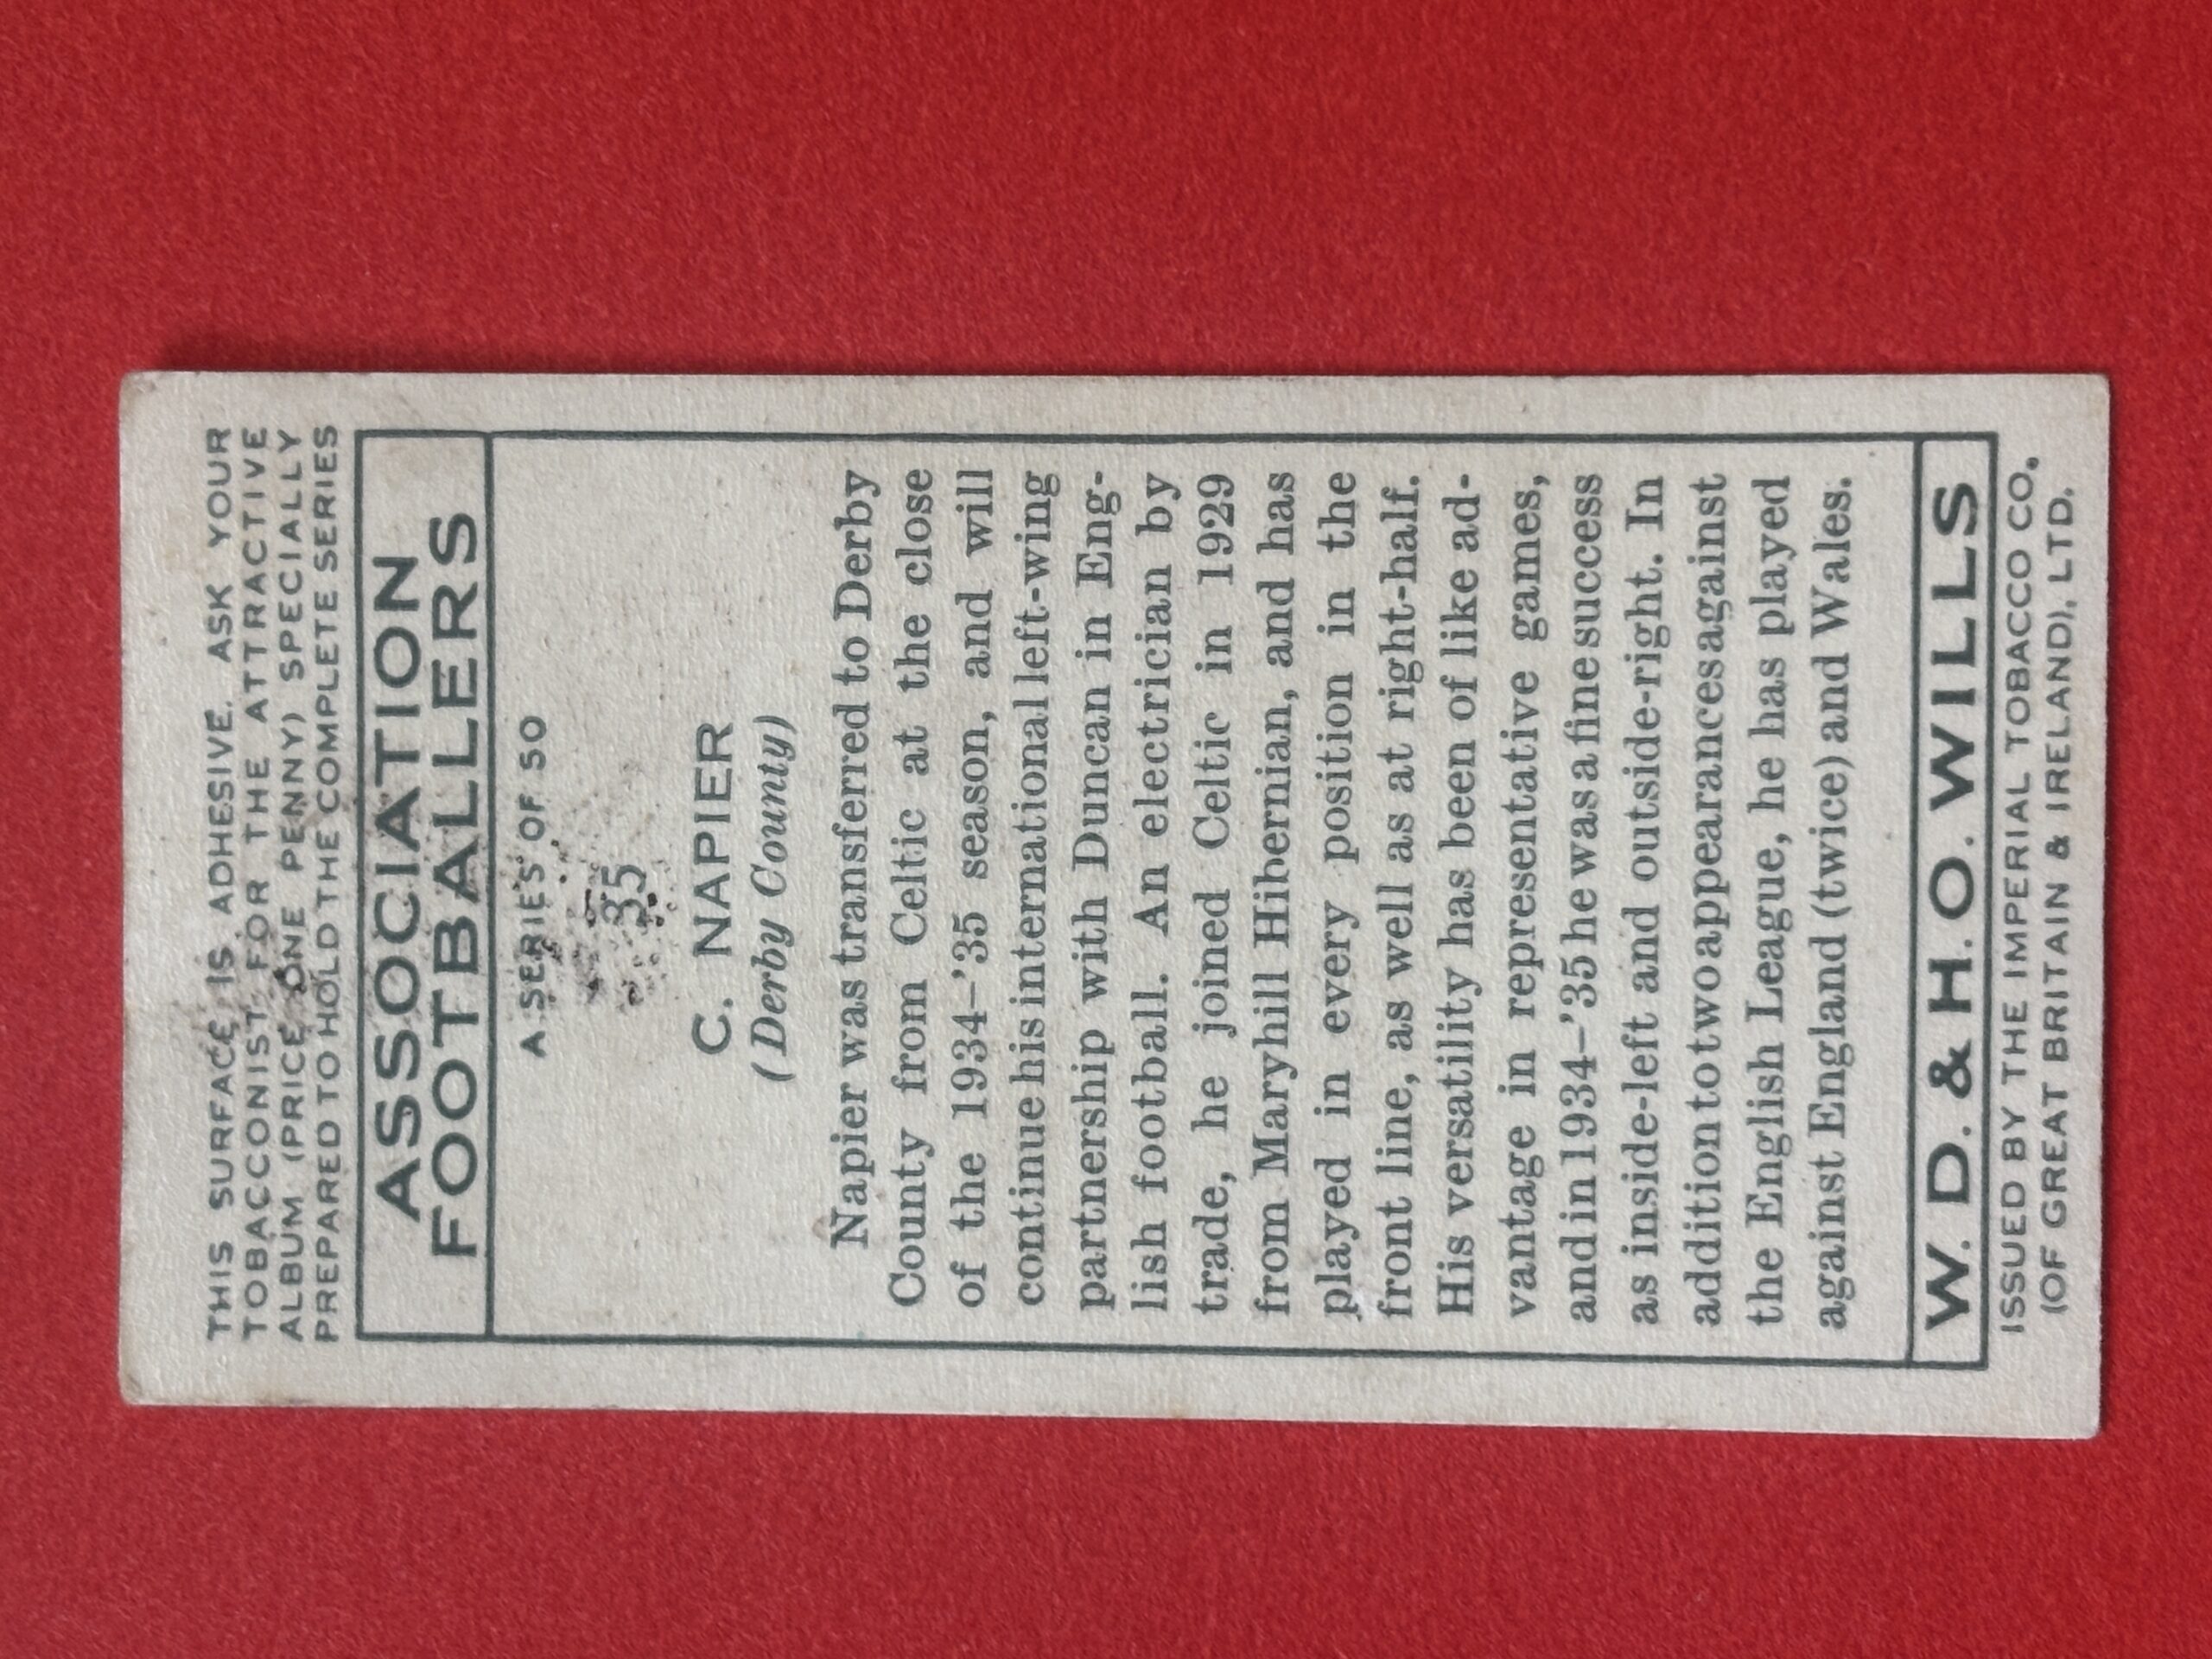 THIS SURFACE IS ADHESIVE. ASK YOUR
TOBACCONIST FOR THE ATTRACTIVE
ALBUM (PRICE ONE PENNY) SPECIALLY
PREPARED TO HOLD THE COMPLETE SERIES
ASSOCIATION
FOOTBALLERS
A SERIES OF 50
35
C. NAPIER
(Derby County)
Napier was transferred to Derby
County from Celtic at the close
of the 1934–'35 season, and will
continue his international left-wing
partnership with Duncan in Eng-
lish football. An electrician by
trade, he joined Celtic in 1929
from Maryhill Hibernian, and has
played in every position in the
front line, as well as at right-half.
His versatility has been of like ad-
vantage in representative games,
and in 1934–'35 he was a fine success
as inside-left and outside-right. In
addition to two appearances against
the English League, he has played
against England (twice) and Wales.
W. D. & H. O. WILLS
ISSUED BY THE IMPERIAL TOBACCO CO.
(OF GREAT BRITAIN & IRELAND), LTD.